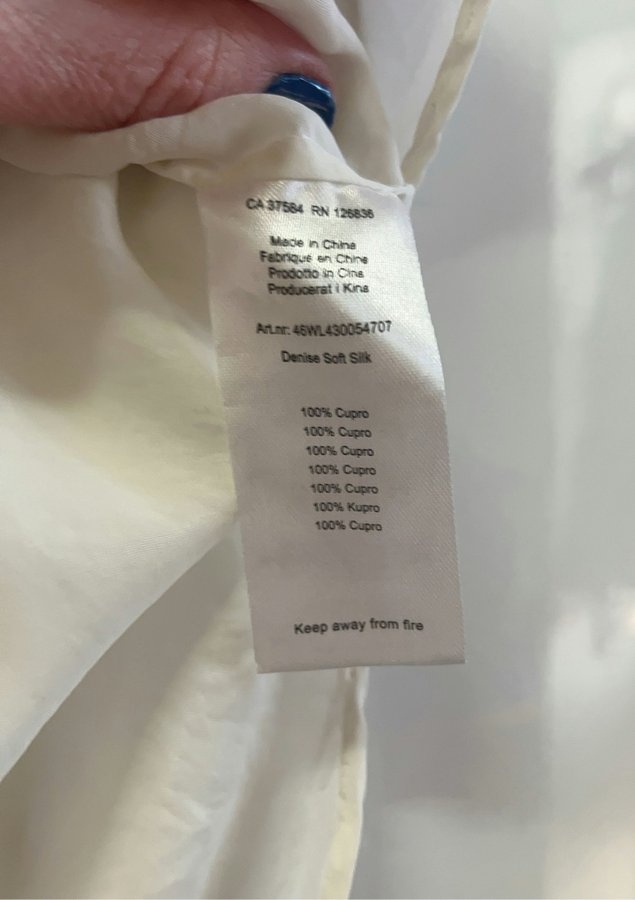 CA 37584 RN 126836
Made in China
Fabriqué en Chine
Prodotto in Cina
Producerat i Kina
Art.nr: 46WL430054707
Denise Soft Silk
100% Cupro
100% Cupro
100% Cupro
100% Cupro
100% Cupro
100% Kupro
100% Cupro
Keep away from fire